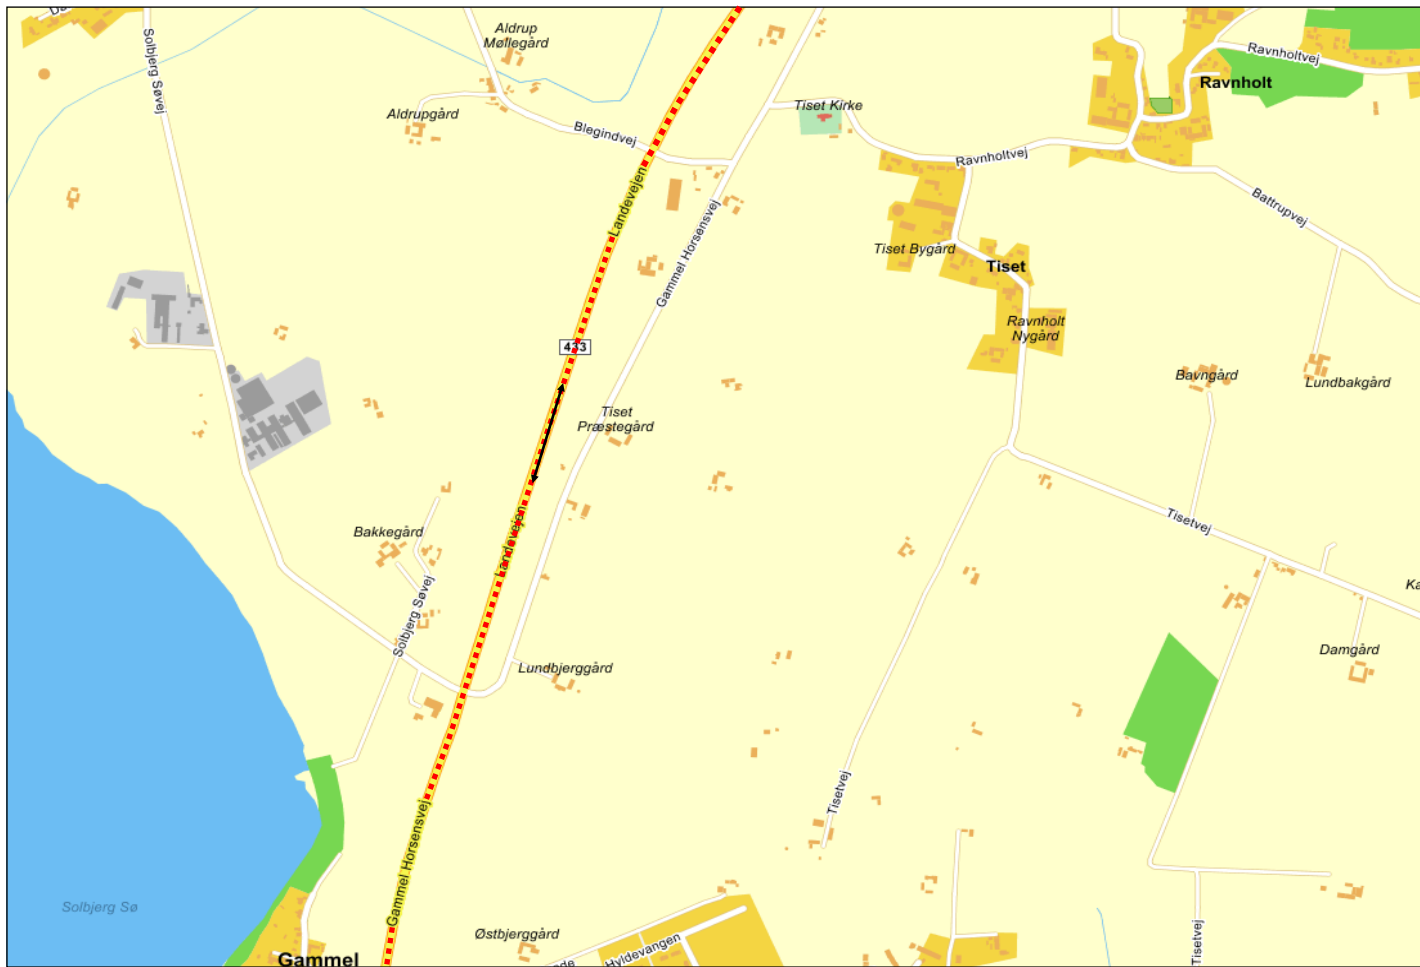 Aldrup
Møllegård
Solbjerg Søvej
Ravnholtvej
Ravnholt
Tiset Kirke
Aldrupgård
Blegindvej
Ravnholtvej
Landevejen
Battrupvej
Gammel Horsensvej
Tiset Bygård
Tiset
Ravnholt
Nygård
433
Bavngård
Lundbakgård
Tiset
Præstegård
Tisetvej
Bakkegård
Landevejen
Solbjerg Søvej
Damgård
Lundbjerggård
Tisetvej
Gammel Horsensvej
Solbjerg Sø
Østbjerggård
Hyldevangen
Tisetvej
Gammel